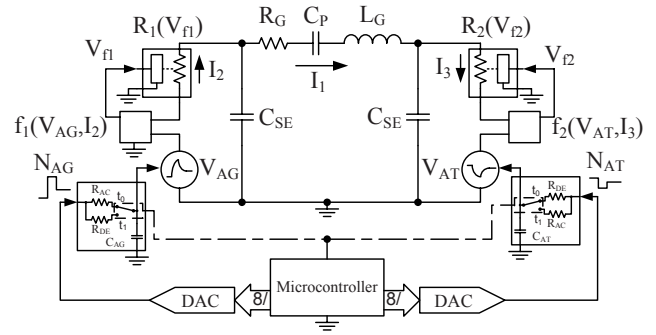 R1(Vf1)
RG
CP
LG
R2(Vf2)
Vf1
I2
I1
I3
Vf2
CSE
CSE
f1(VAG,I2)
f2(VAT,I3)
VAG
VAT
NAG
NAT
RAC
RDE
t0
t1
CAG
t0
t1
RDE
RAC
CAT
DAC
8/
Microcontroller
8/
DAC